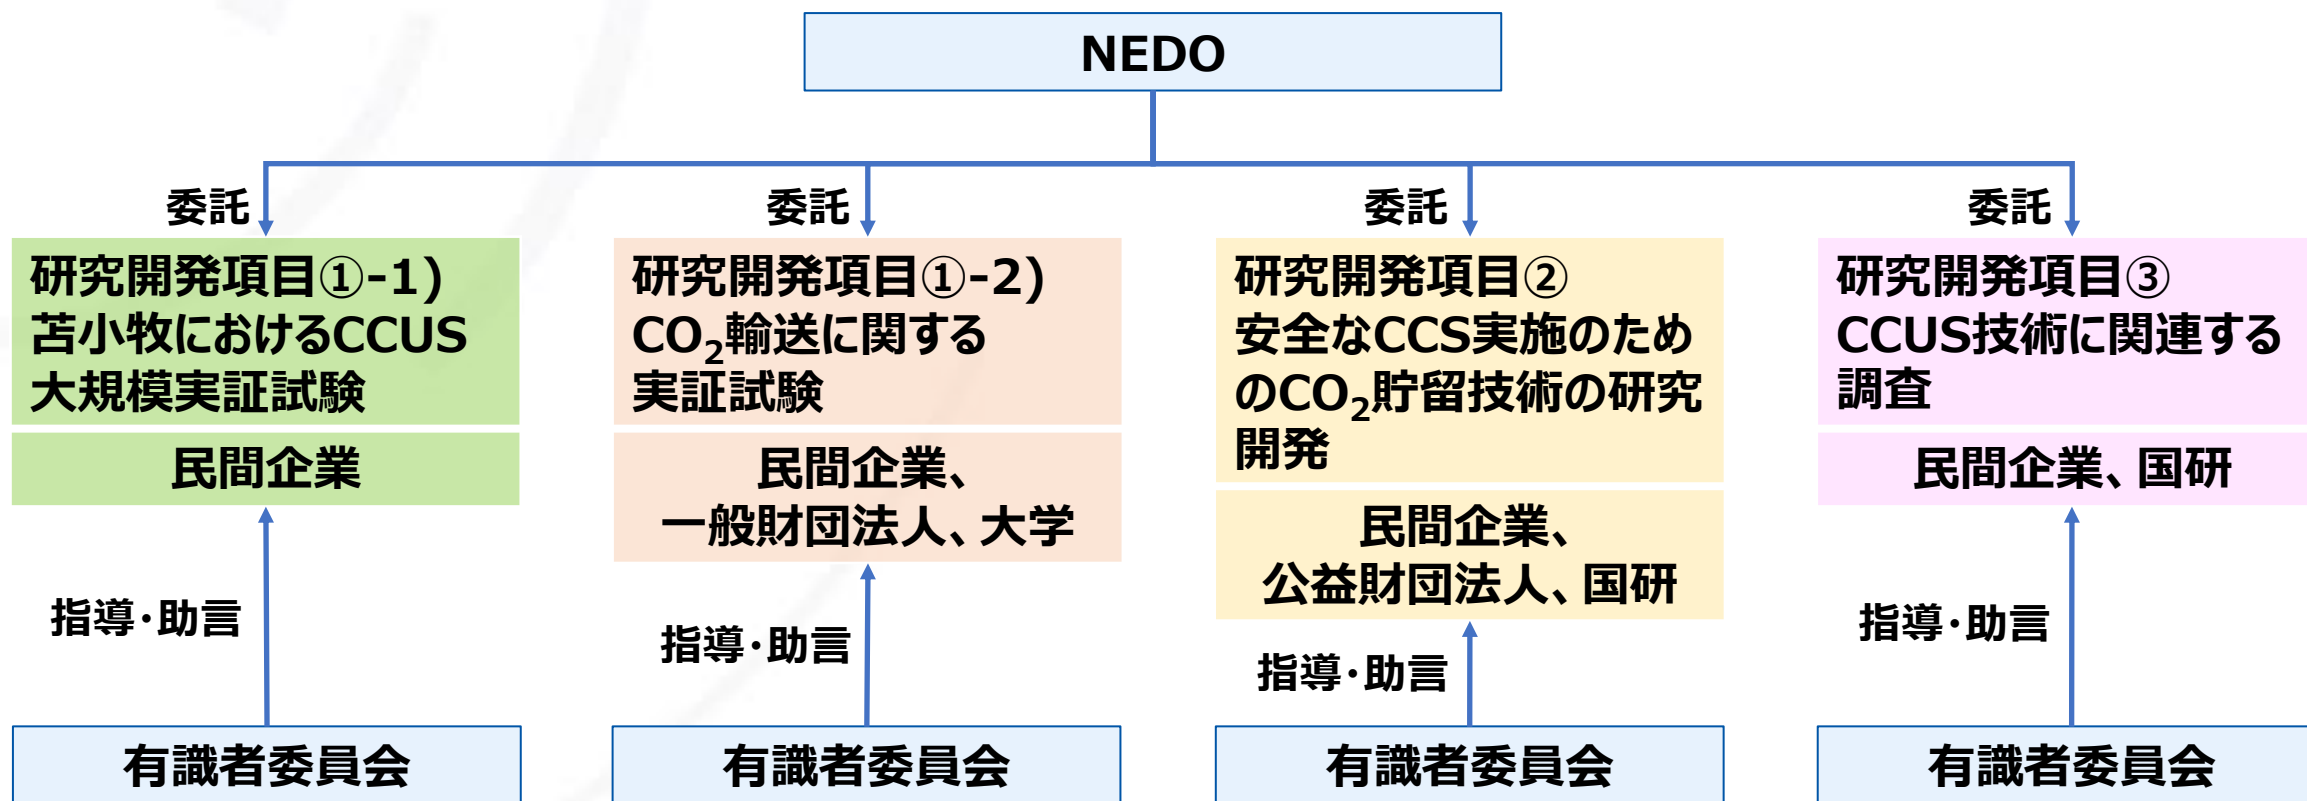 NEDO
委託
委託
委託
委託
研究開発項目①-1)
苫小牧におけるCCUS
大規模実証試験
民間企業
指導・助言
有識者委員会
研究開発項目①-2)
CO₂輸送に関する
実証試験
民間企業、
一般財団法人、大学
指導・助言
有識者委員会
研究開発項目②
安全なCCS実施のため
のCO₂貯留技術の研究
開発
民間企業、
公益財団法人、国研
指導・助言
有識者委員会
研究開発項目③
CCUS技術に関連する
調査
民間企業、国研
指導・助言
有識者委員会